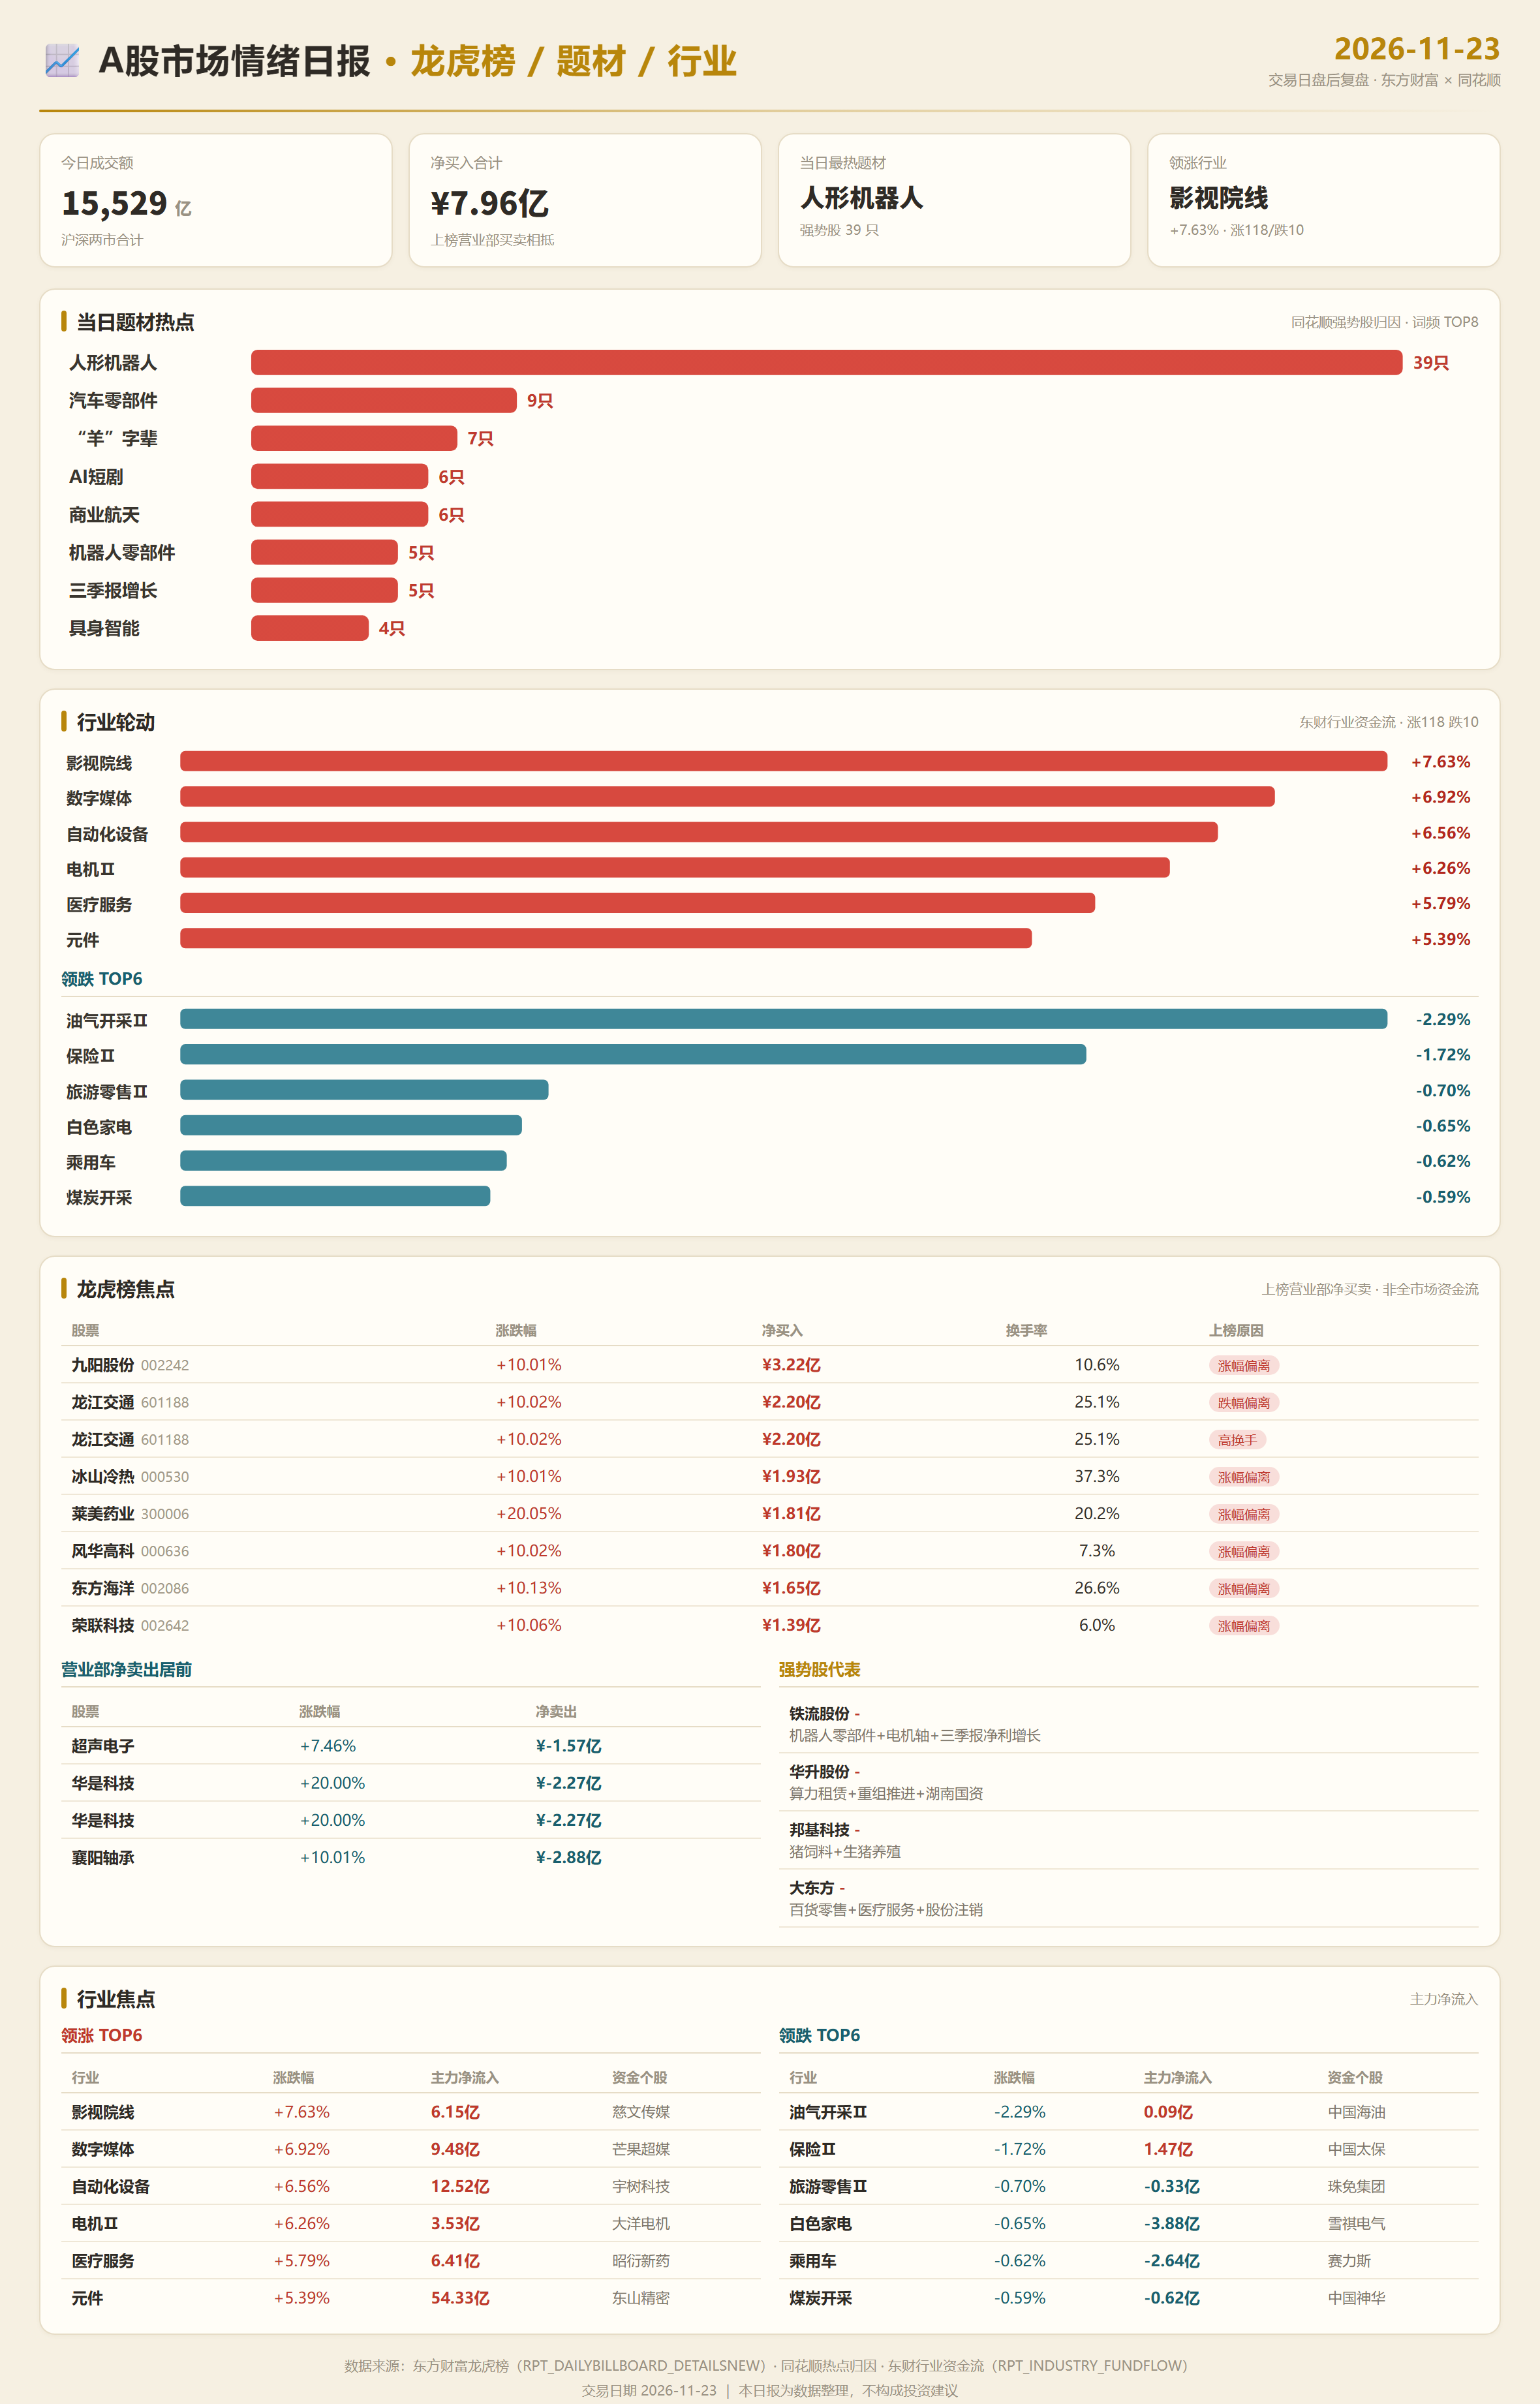 A股市场情绪日报 · 龙虎榜 / 题材 / 行业
2026-11-23
交易日盘后复盘 · 东方财富 × 同花顺
今日成交额
15,529 亿
沪深两市合计
净买入合计
¥7.96亿
上榜营业部买卖相抵
当日最热题材
人形机器人
强势股 39 只
领涨行业
影视院线
+7.63% · 涨118/跌10
当日题材热点
同花顺强势股归因 · 词频 TOP8
人形机器人 39只
汽车零部件 9只
“羊”字辈 7只
AI短剧 6只
商业航天 6只
机器人零部件 5只
三季报增长 5只
具身智能 4只
行业轮动
东财行业资金流 · 涨118 跌10
影视院线 +7.63%
数字媒体 +6.92%
自动化设备 +6.56%
电机Ⅱ +6.26%
医疗服务 +5.79%
元件 +5.39%
领跌 TOP6
油气开采Ⅱ -2.29%
保险Ⅱ -1.72%
旅游零售Ⅱ -0.70%
白色家电 -0.65%
乘用车 -0.62%
煤炭开采 -0.59%
龙虎榜焦点
上榜营业部净买卖 · 非全市场资金流
股票 涨跌幅 净买入 换手率 上榜原因
九阳股份 002242 +10.01% ¥3.22亿 10.6% 涨幅偏离
龙江交通 601188 +10.02% ¥2.20亿 25.1% 跌幅偏离
龙江交通 601188 +10.02% ¥2.20亿 25.1% 高换手
冰山冷热 000530 +10.01% ¥1.93亿 37.3% 涨幅偏离
莱美药业 300006 +20.05% ¥1.81亿 20.2% 涨幅偏离
风华高科 000636 +10.02% ¥1.80亿 7.3% 涨幅偏离
东方海洋 002086 +10.13% ¥1.65亿 26.6% 涨幅偏离
荣联科技 002642 +10.06% ¥1.39亿 6.0% 涨幅偏离
营业部净卖出居前
股票 涨跌幅 净卖出
超声电子 +7.46% ¥-1.57亿
华是科技 +20.00% ¥-2.27亿
华是科技 +20.00% ¥-2.27亿
襄阳轴承 +10.01% ¥-2.88亿
强势股代表
铁流股份 -
机器人零部件+电机轴+三季报净利增长
华升股份 -
算力租赁+重组推进+湖南国资
邦基科技 -
猪饲料+生猪养殖
大东方 -
百货零售+医疗服务+股份注销
行业焦点
主力净流入
领涨 TOP6
行业 涨跌幅 主力净流入 资金个股
影视院线 +7.63% 6.15亿 慈文传媒
数字媒体 +6.92% 9.48亿 芒果超媒
自动化设备 +6.56% 12.52亿 宇树科技
电机Ⅱ +6.26% 3.53亿 大洋电机
医疗服务 +5.79% 6.41亿 昭衍新药
元件 +5.39% 54.33亿 东山精密
领跌 TOP6
行业 涨跌幅 主力净流入 资金个股
油气开采Ⅱ -2.29% 0.09亿 中国海油
保险Ⅱ -1.72% 1.47亿 中国太保
旅游零售Ⅱ -0.70% -0.33亿 珠免集团
白色家电 -0.65% -3.88亿 雪祺电气
乘用车 -0.62% -2.64亿 赛力斯
煤炭开采 -0.59% -0.62亿 中国神华
数据来源：东方财富龙虎榜（RPT_DAILYBILLBOARD_DETAILSNEW）· 同花顺热点归因 · 东财行业资金流（RPT_INDUSTRY_FUNDFLOW）
交易日期 2026-11-23 ｜ 本日报为数据整理，不构成投资建议